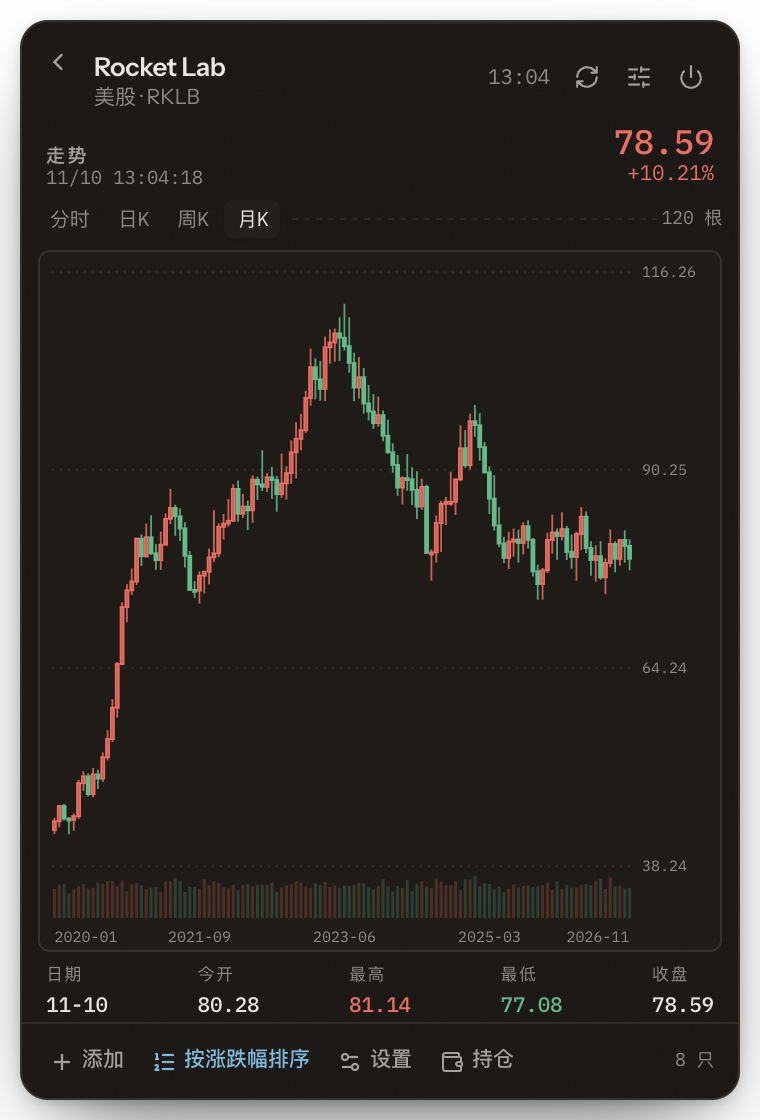 Rocket Lab
美股·RKLB
13:04
走势
11/10 13:04:18
78.59
+10.21%
分时 日K 周K 月K 120 根
116.26
90.25
64.24
38.24
2020-01 2021-09 2023-06 2025-03 2026-11
日期 今开 最高 最低 收盘
11-10 80.28 81.14 77.08 78.59
添加 按涨跌幅排序 设置 持仓 8 只